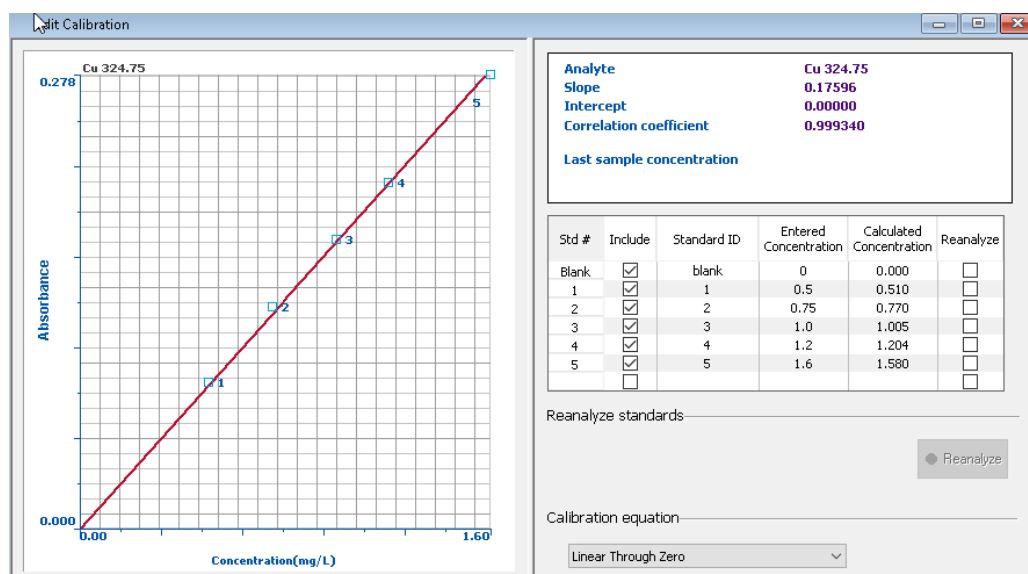 dit Calibration
Cu 324.75
0.278
5
4
3
2
1
Absorbance
0.000
0.00
1.60
Concentration(mg/L)
Analyte Cu 324.75
Slope 0.17596
Intercept 0.00000
Correlation coefficient 0.999340
Last sample concentration
Std # Include Standard ID Entered Concentration Calculated Concentration Reanalyze
Blank blank 0 0.000
1 1 0.5 0.510
2 2 0.75 0.770
3 3 1.0 1.005
4 4 1.2 1.204
5 5 1.6 1.580
Reanalyze standards
Reanalyze
Calibration equation
Linear Through Zero